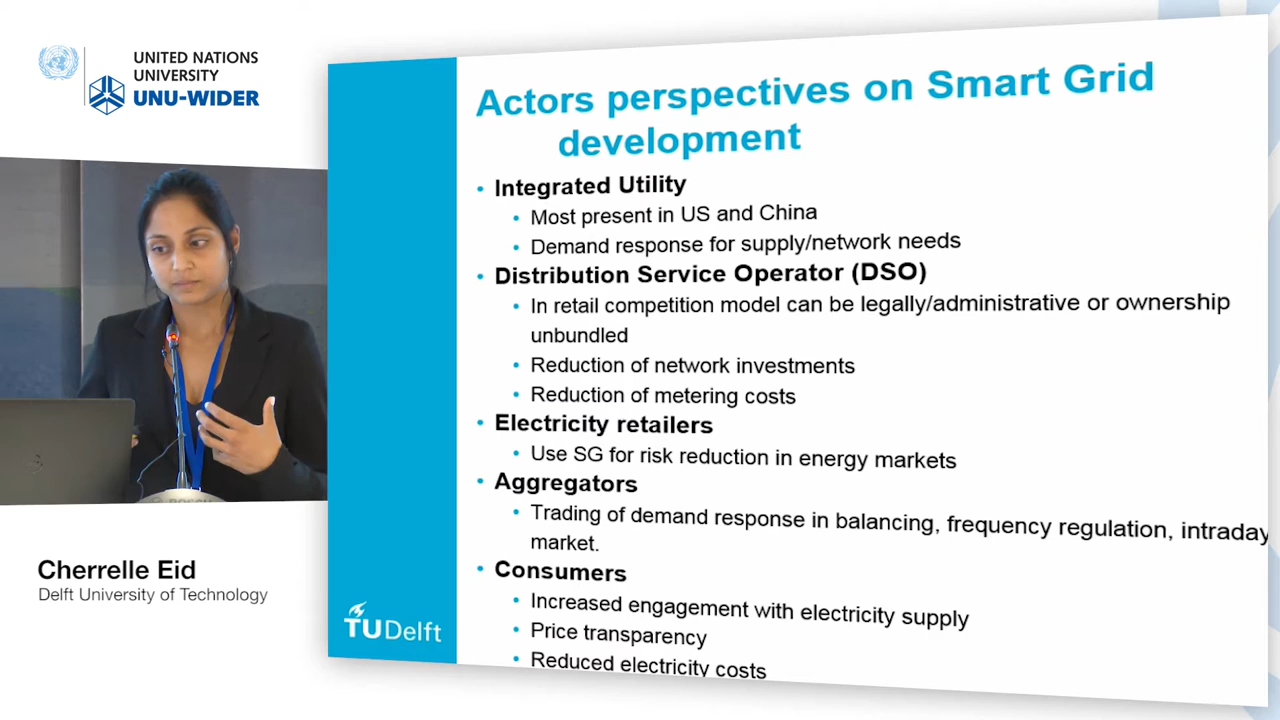 UNITED NATIONS
UNIVERSITY
UNU-WIDER
Cherrelle Eid
Delft University of Technology
Actors perspectives on Smart Grid
development
• Integrated Utility
• Most present in US and China
• Demand response for supply/network needs
• Distribution Service Operator (DSO)
• In retail competition model can be legally/administrative or ownership
unbundled
• Reduction of network investments
• Reduction of metering costs
• Electricity retailers
• Use SG for risk reduction in energy markets
• Aggregators
• Trading of demand response in balancing, frequency regulation, intraday
market.
• Consumers
• Increased engagement with electricity supply
• Price transparency
• Reduced electricity costs
TU Delft